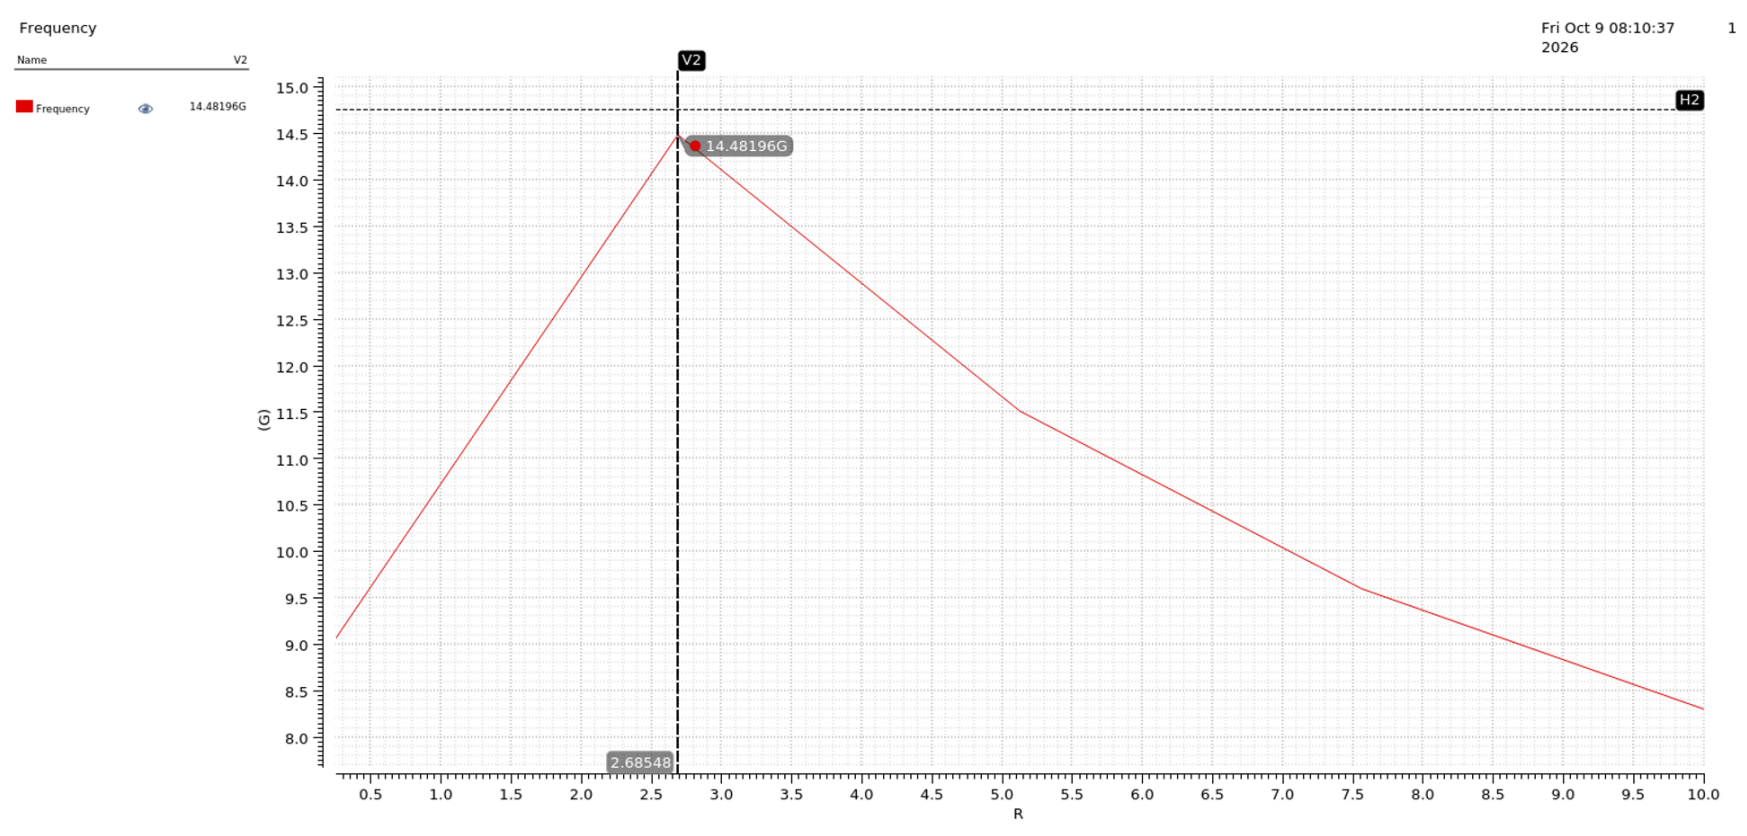 Frequency
Fri Oct 9 08:10:37 2026
1
Name V2
Frequency 14.48196G
V2
H2
14.48196G
15.0
14.5
14.0
13.5
13.0
12.5
12.0
11.5
11.0
10.5
10.0
9.5
9.0
8.5
8.0
(G)
2.68548
0.5 1.0 1.5 2.0 2.5 3.0 3.5 4.0 4.5 5.0 5.5 6.0 6.5 7.0 7.5 8.0 8.5 9.0 9.5 10.0
R